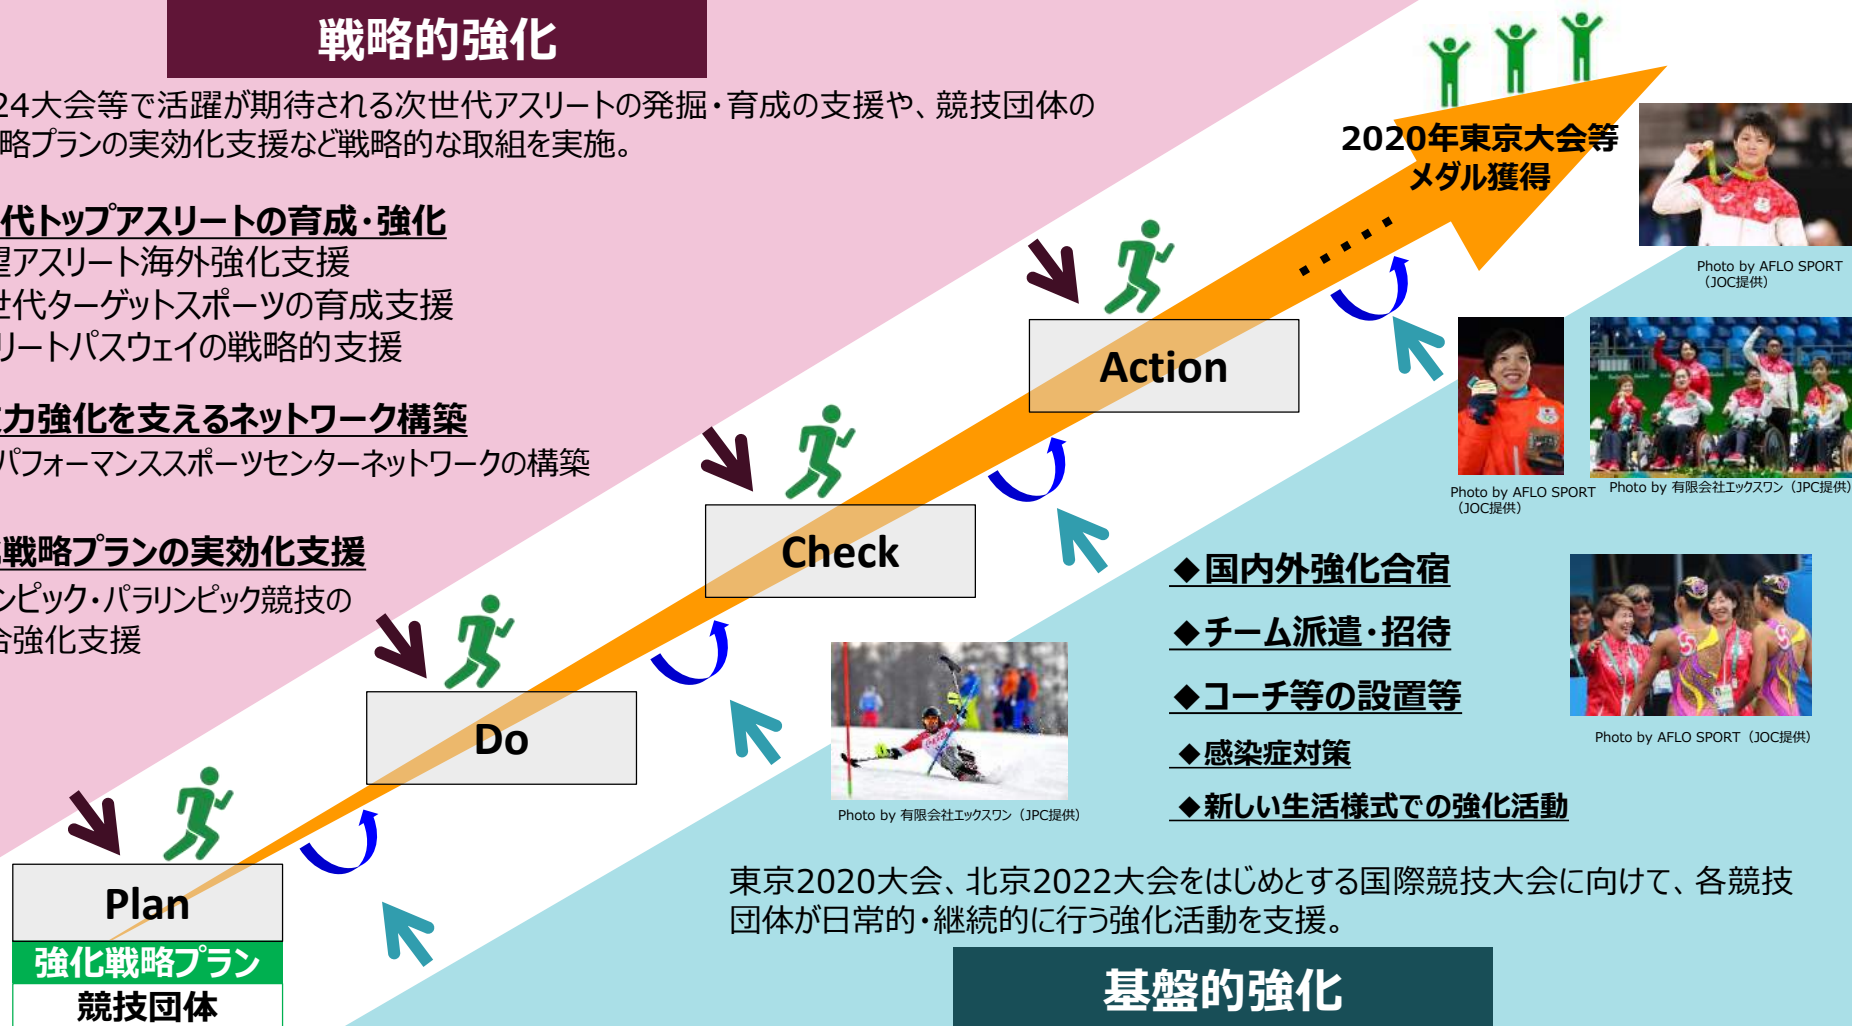 戦略的強化
24大会等で活躍が期待される次世代アスリートの発掘・育成の支援や、競技団体の
略プランの実効化支援など戦略的な取組を実施。
代トップアスリートの育成・強化
望アスリート海外強化支援
世代ターゲットスポーツの育成支援
リートパスウェイの戦略的支援
力強化を支えるネットワーク構築
パフォーマンススポーツセンターネットワークの構築
戦略プランの実効化支援
ンピック・パラリンピック競技の
合強化支援
2020年東京大会等
メダル獲得
Photo by AFLO SPORT
（JOC提供）
Action
Photo by AFLO SPORT
（JOC提供）
Photo by 有限会社エックスワン（JPC提供）
Check
◆国内外強化合宿
◆チーム派遣・招待
◆コーチ等の設置等
◆感染症対策
◆新しい生活様式での強化活動
Photo by AFLO SPORT（JOC提供）
Do
Photo by 有限会社エックスワン（JPC提供）
Plan
強化戦略プラン
競技団体
東京2020大会、北京2022大会をはじめとする国際競技大会に向けて、各競技
団体が日常的・継続的に行う強化活動を支援。
基盤的強化